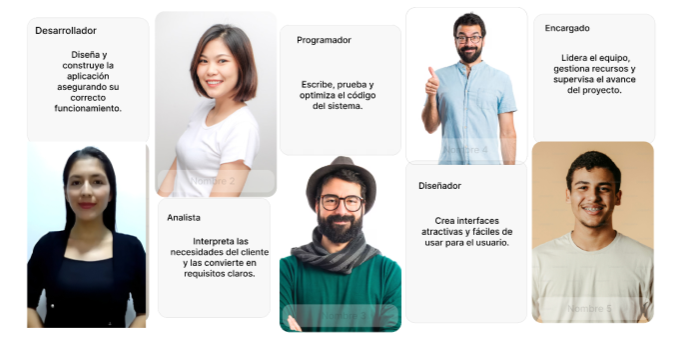 Desarrollador
Diseña y
construye la
aplicación
asegurando su
correcto
funcionamiento.
Nombre 2
Analista
Interpreta las
necesidades del cliente
y las convierte en
requisitos claros.
Programador
Escribe, prueba y
optimiza el código
del sistema.
Nombre 3
Nombre 4
Diseñador
Crea interfaces
atractivas y fáciles de
usar para el usuario.
Encargado
Lidera el equipo,
gestiona recursos y
supervisa el avance
del proyecto.
Nombre 5